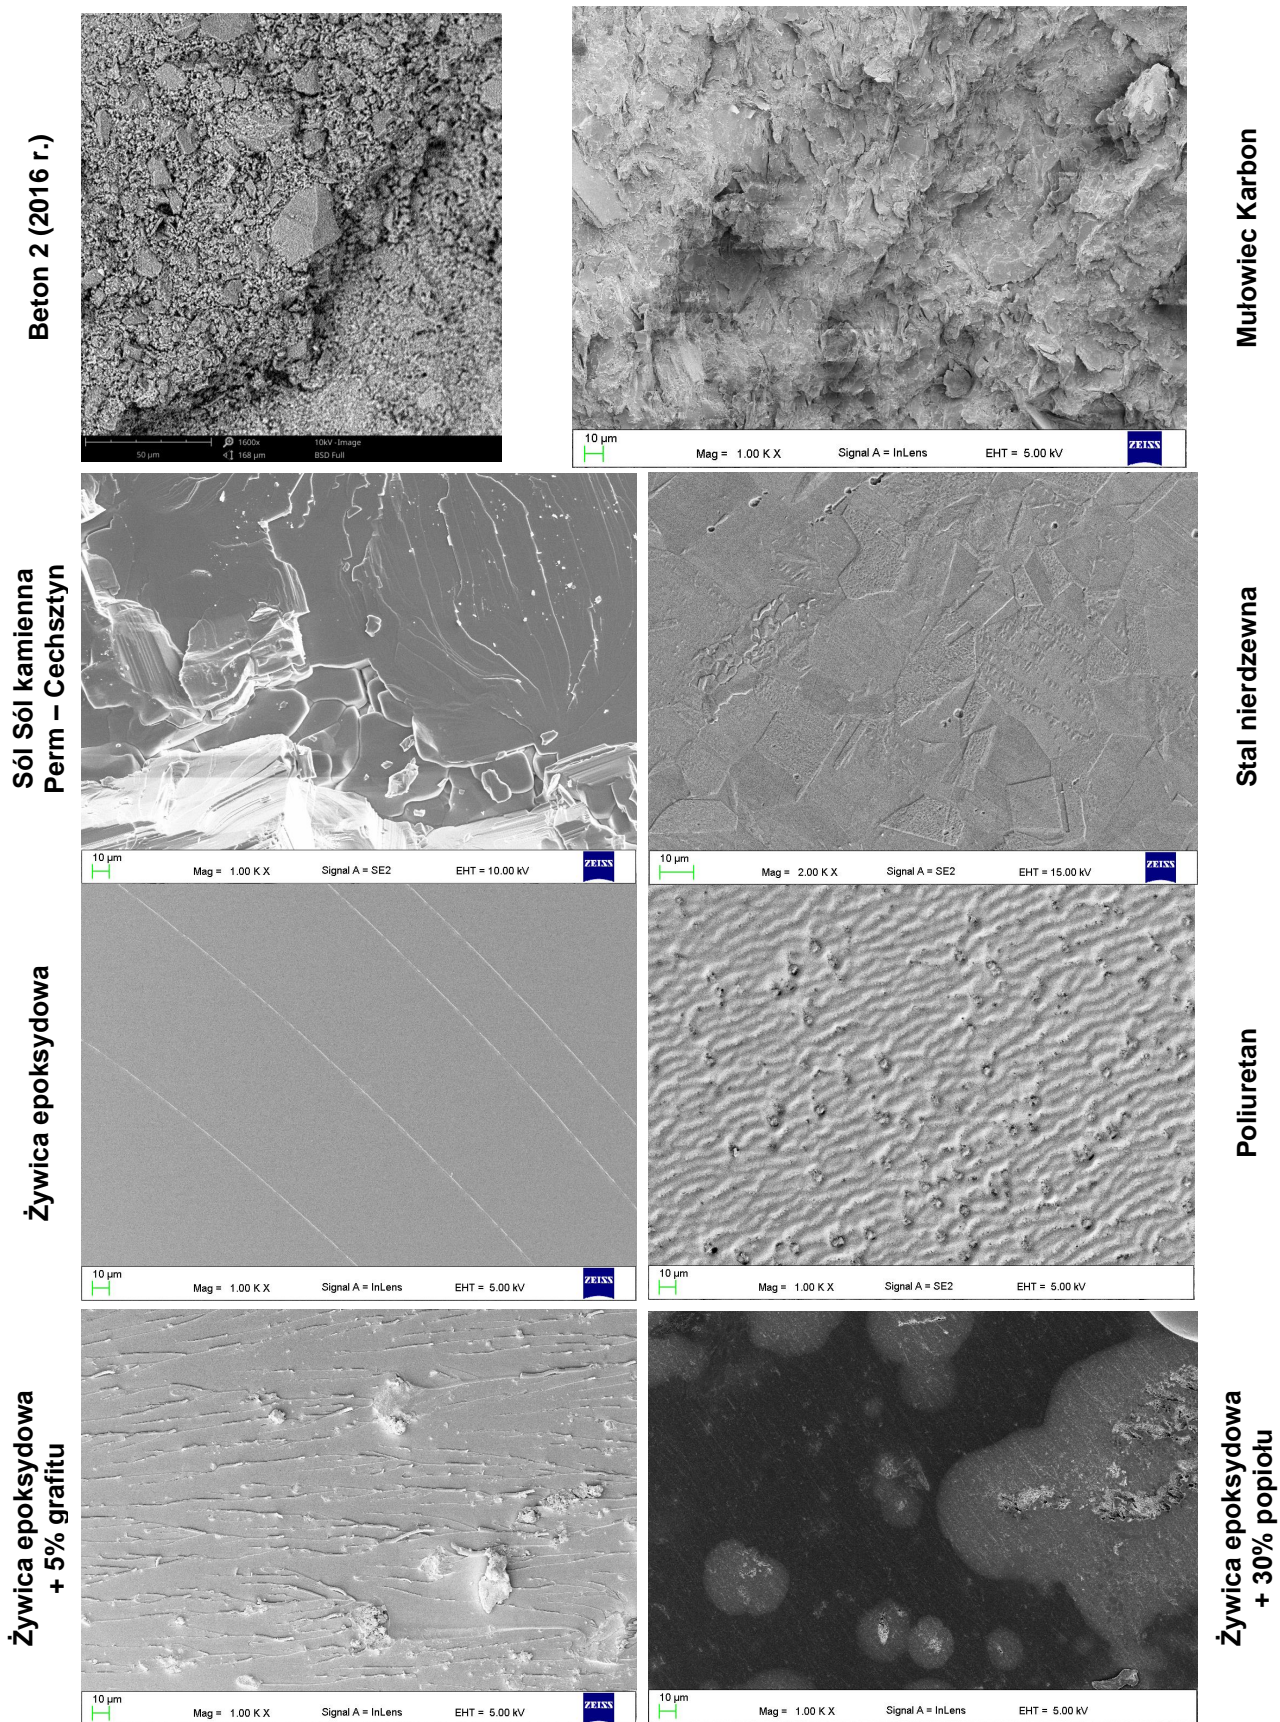 Beton 2 (2016 r.)
50 µm
1600x
168 µm
10kV - Image
BSD Full
Mułowiec Karbon
10 µm
Mag = 1.00 K X
Signal A = InLens
EHT = 5.00 kV
ZEISS
Sól Sól kamienna
Perm – Cechsztyn
10 µm
Mag = 1.00 K X
Signal A = SE2
EHT = 10.00 kV
ZEISS
Stal nierdzewna
10 µm
Mag = 2.00 K X
Signal A = SE2
EHT = 15.00 kV
ZEISS
Żywica epoksydowa
10 µm
Mag = 1.00 K X
Signal A = InLens
EHT = 5.00 kV
ZEISS
Poliuretan
10 µm
Mag = 1.00 K X
Signal A = SE2
EHT = 5.00 kV
Żywica epoksydowa
+ 5% grafitu
10 µm
Mag = 1.00 K X
Signal A = InLens
EHT = 5.00 kV
ZEISS
Żywica epoksydowa
+ 30% popiołu
10 µm
Mag = 1.00 K X
Signal A = InLens
EHT = 5.00 kV